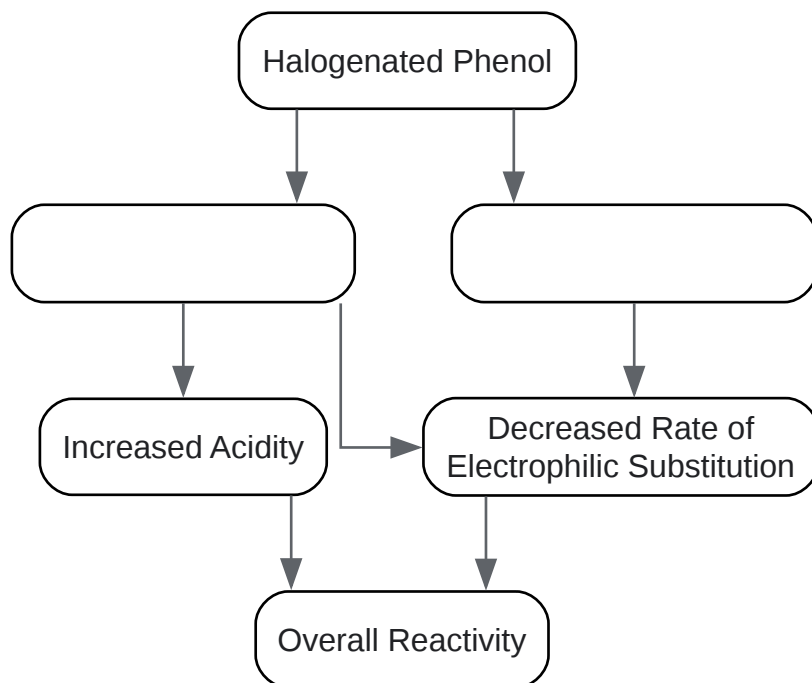 Halogenated Phenol
Increased Acidity
Decreased Rate of
Electrophilic Substitution
Overall Reactivity